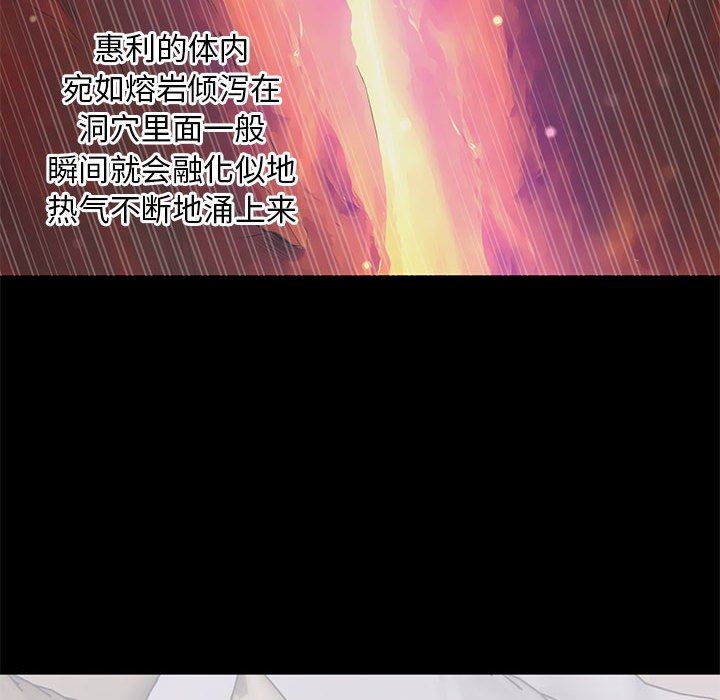 惠利的体内
宛如熔岩倾泻在
洞穴里面一般
瞬间就会融化似地
热气不断地涌上来